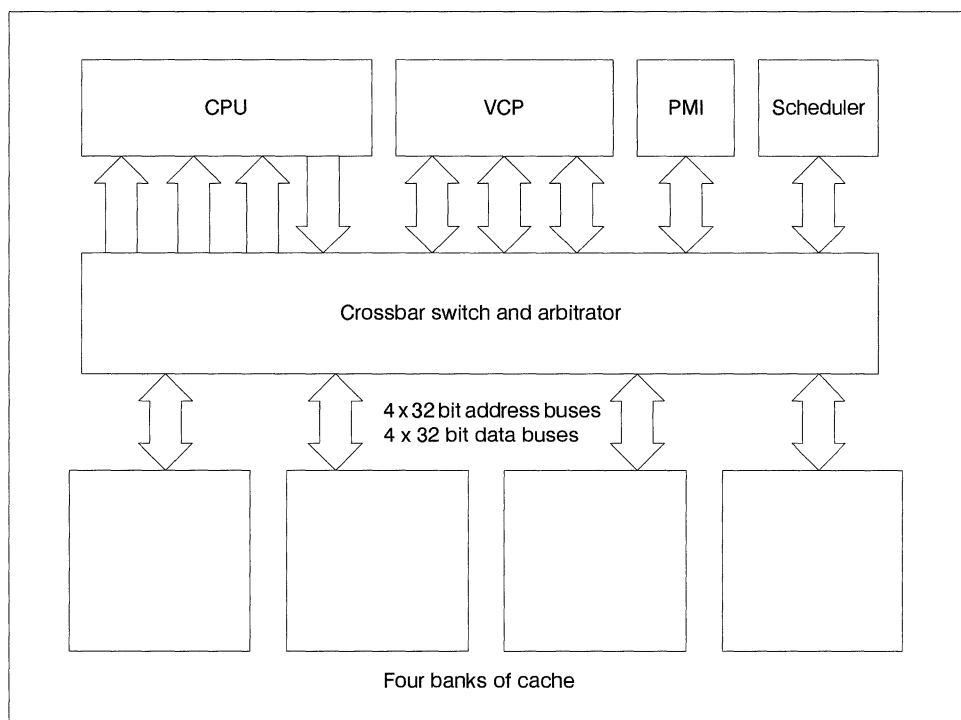 CPU
VCP
PMI
Scheduler
Crossbar switch and arbitrator
4 x 32 bit address buses
4 x 32 bit data buses
Four banks of cache